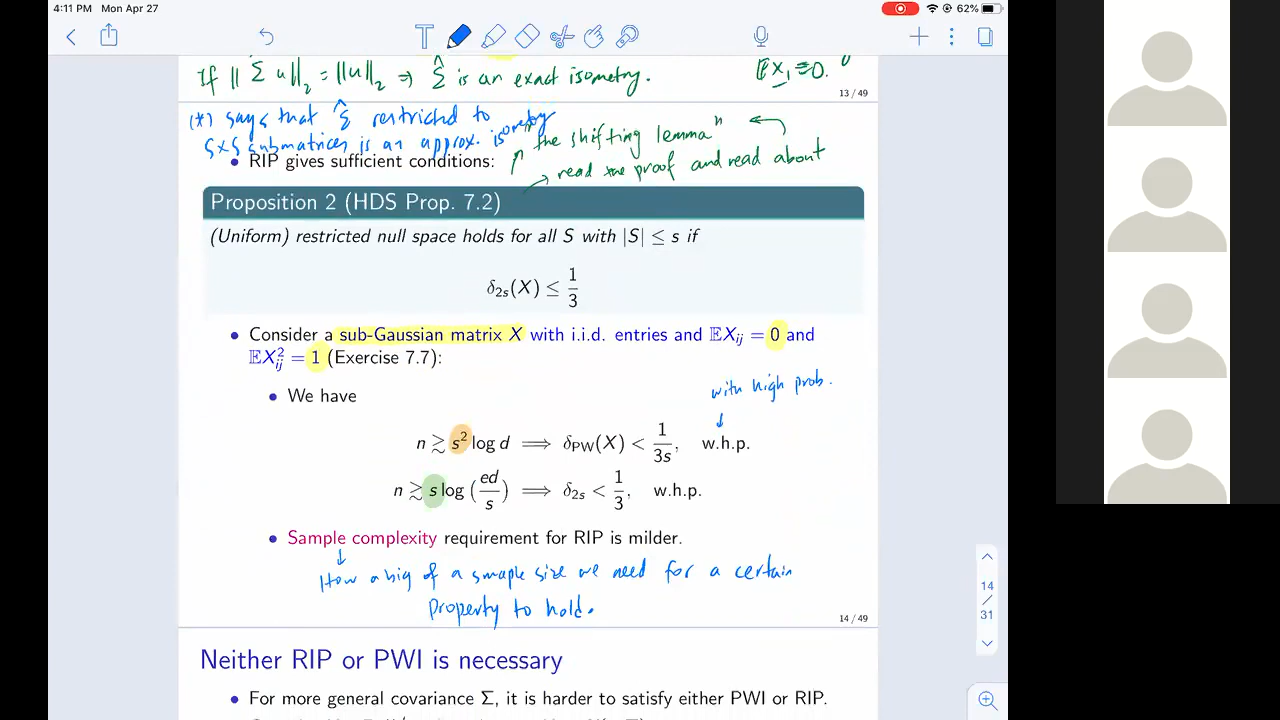 4:11 PM Mon Apr 27
62%
If || Σ̂ u ||₂ = ||u||₂ ⇒ Σ̂ is an exact isometry.
13 / 49
(*) says that Σ̂ restricted to
S×S submatrices is an approx. isometry
"the shifting lemma"
read the proof and read about
• RIP gives sufficient conditions:
Proposition 2 (HDS Prop. 7.2)
(Uniform) restricted null space holds for all S with |S| ≤ s if
δ₂ₛ(X) ≤ 1/3
• Consider a sub-Gaussian matrix X with i.i.d. entries and 𝔼Xᵢⱼ = 0 and
𝔼X²ᵢⱼ = 1 (Exercise 7.7):
• We have
with high prob.
n ≳ s² log d ⟹ δ_PW(X) < 1/3s, w.h.p.
n ≳ s log (ed/s) ⟹ δ₂ₛ < 1/3, w.h.p.
• Sample complexity requirement for RIP is milder.
How a big of a smaple size we need for a certain
property to hold.
14 / 49
14
/
31
Neither RIP or PWI is necessary
• For more general covariance Σ, it is harder to satisfy either PWI or RIP.